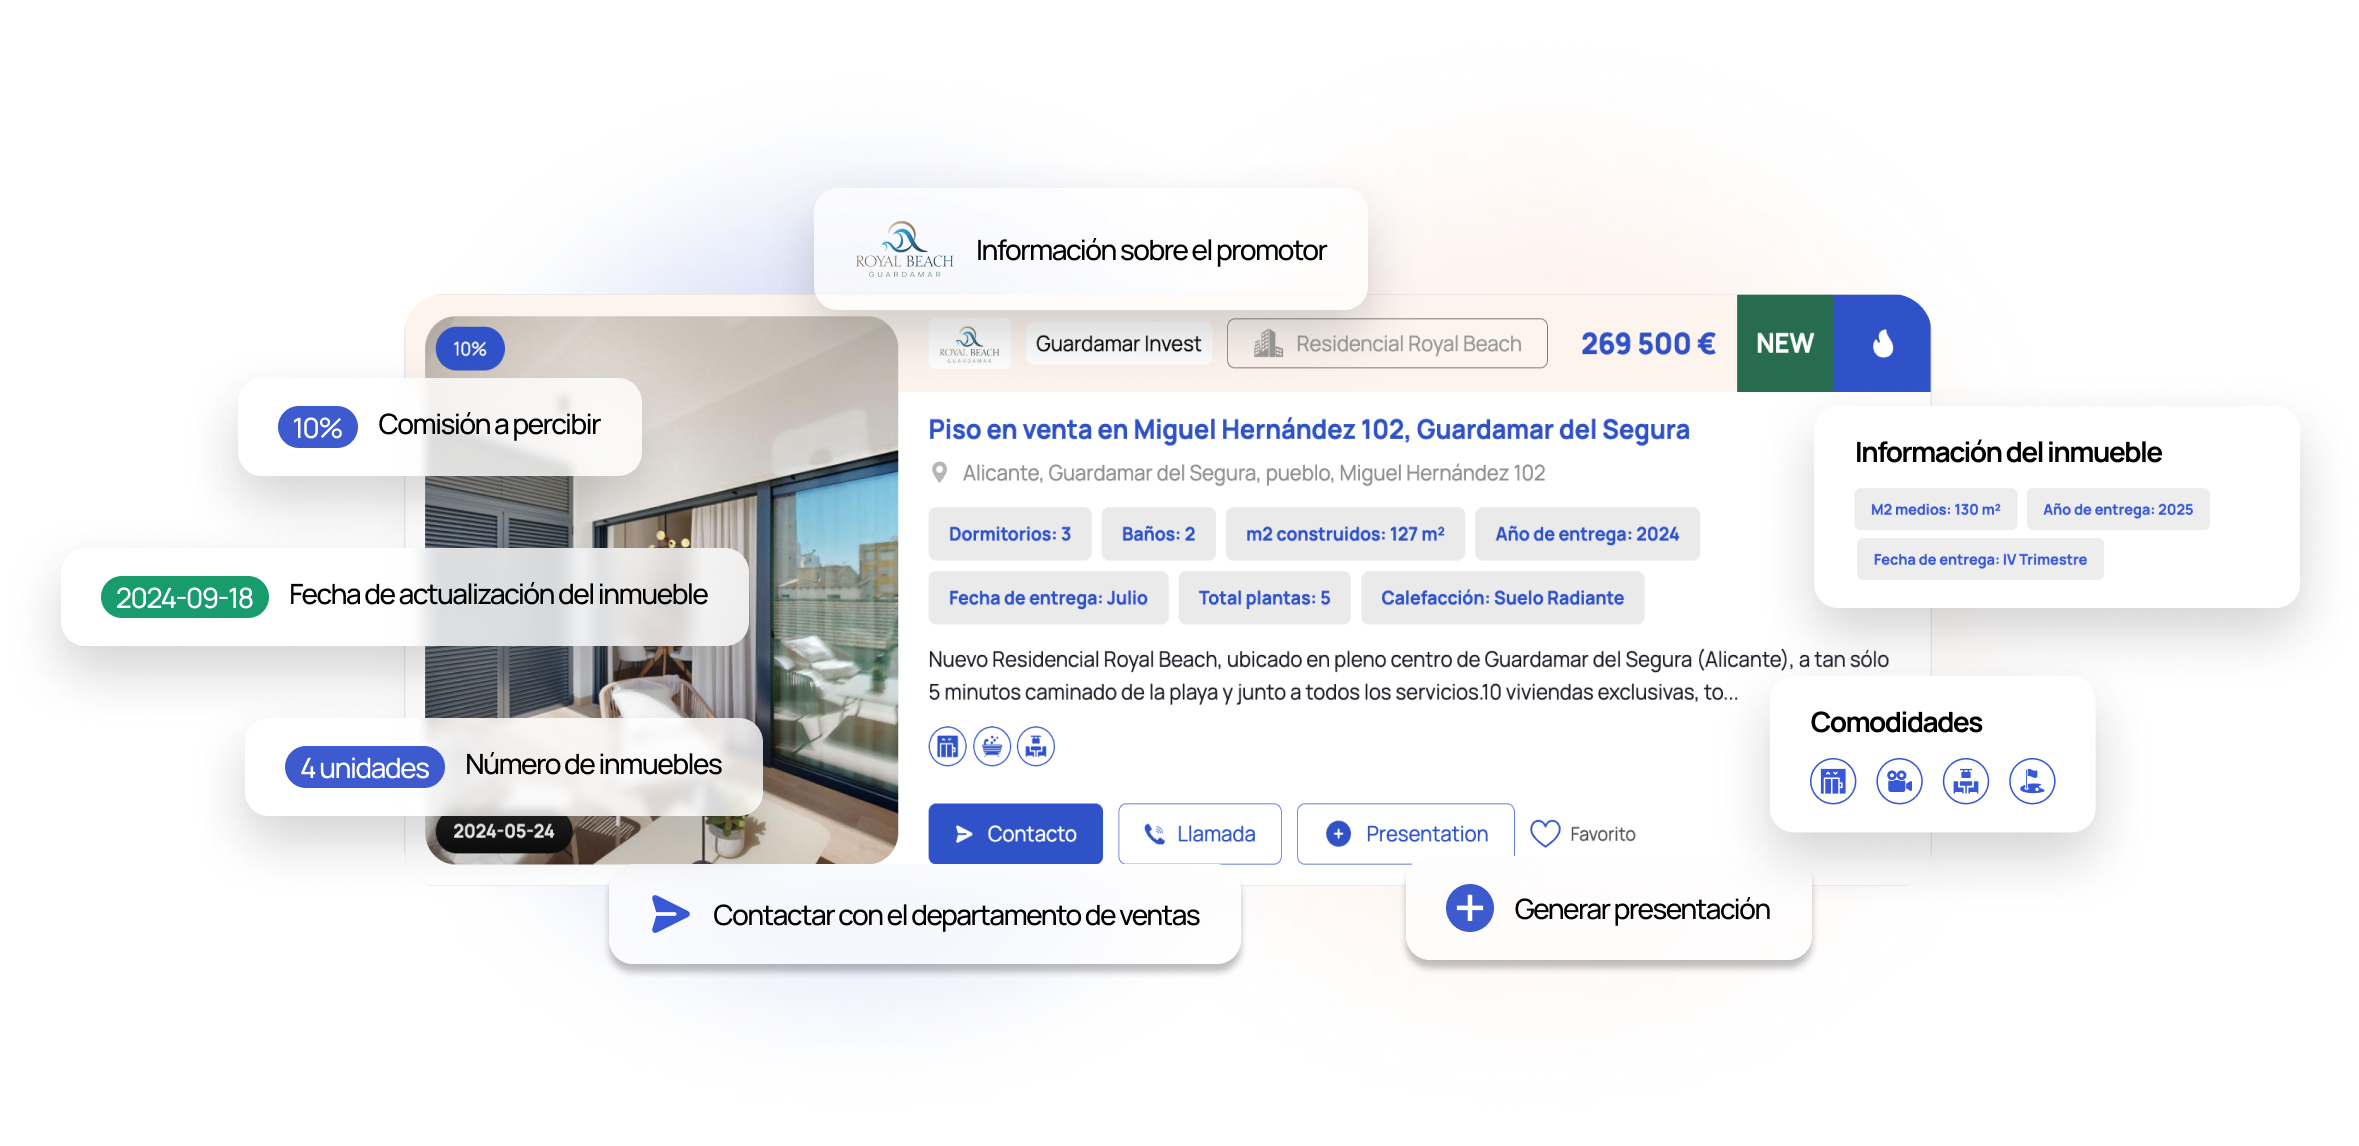 ROYAL BEACH
GUARDAMAR
Información sobre el promotor
10%
ROYAL BEACH
GUARDAMAR
Guardamar Invest
Residencial Royal Beach
269 500 €
NEW
10%
Comisión a percibir
Piso en venta en Miguel Hernández 102, Guardamar del Segura
Alicante, Guardamar del Segura, pueblo, Miguel Hernández 102
Información del inmueble
M2 medios: 130 m²
Año de entrega: 2025
Fecha de entrega: IV Trimestre
Dormitorios: 3
Baños: 2
m2 construidos: 127 m²
Año de entrega: 2024
2024-09-18
Fecha de actualización del inmueble
Fecha de entrega: Julio
Total plantas: 5
Calefacción: Suelo Radiante
Nuevo Residencial Royal Beach, ubicado en pleno centro de Guardamar del Segura (Alicante), a tan sólo
5 minutos caminado de la playa y junto a todos los servicios.10 viviendas exclusivas, to...
Comodidades
4 unidades
Número de inmuebles
2024-05-24
Contacto
Llamada
Presentation
Favorito
Contactar con el departamento de ventas
Generar presentación